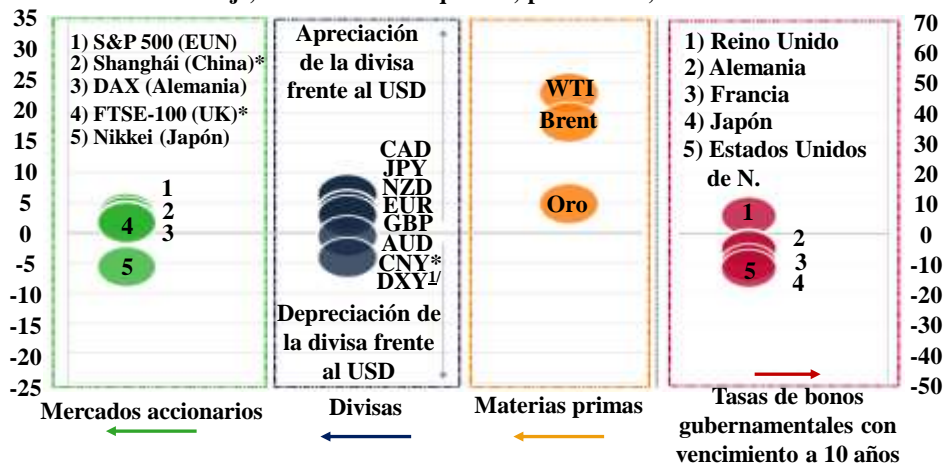 35
30
25
20
15
10
5
0
-5
-10
-15
-20
-25
1) S&P 500 (EUN)
2) Shanghái (China)*
3) DAX (Alemania)
4) FTSE-100 (UK)*
5) Nikkei (Japón)
1
2
3
4
5
Mercados accionarios
Apreciación
de la divisa
frente al USD
CAD
JPY
NZD
EUR
GBP
AUD
CNY*
DXY1/
Depreciación de
la divisa frente
al USD
Divisas
WTI
Brent
Oro
Materias primas
1) Reino Unido
2) Alemania
3) Francia
4) Japón
5) Estados Unidos
de N.
1
2
3
4
5
Tasas de bonos
gubernamentales con
vencimiento a 10 años
70
60
50
40
30
20
10
0
-10
-20
-30
-40
-50